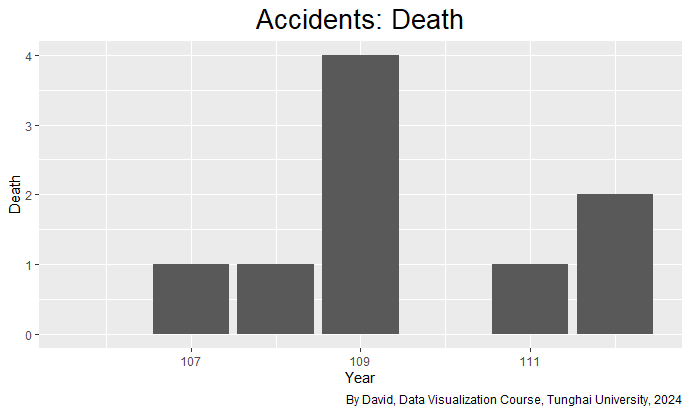 Accidents: Death
4
3
2
1
0
Death
107 109 111
Year
By David, Data Visualization Course, Tunghai University, 2024